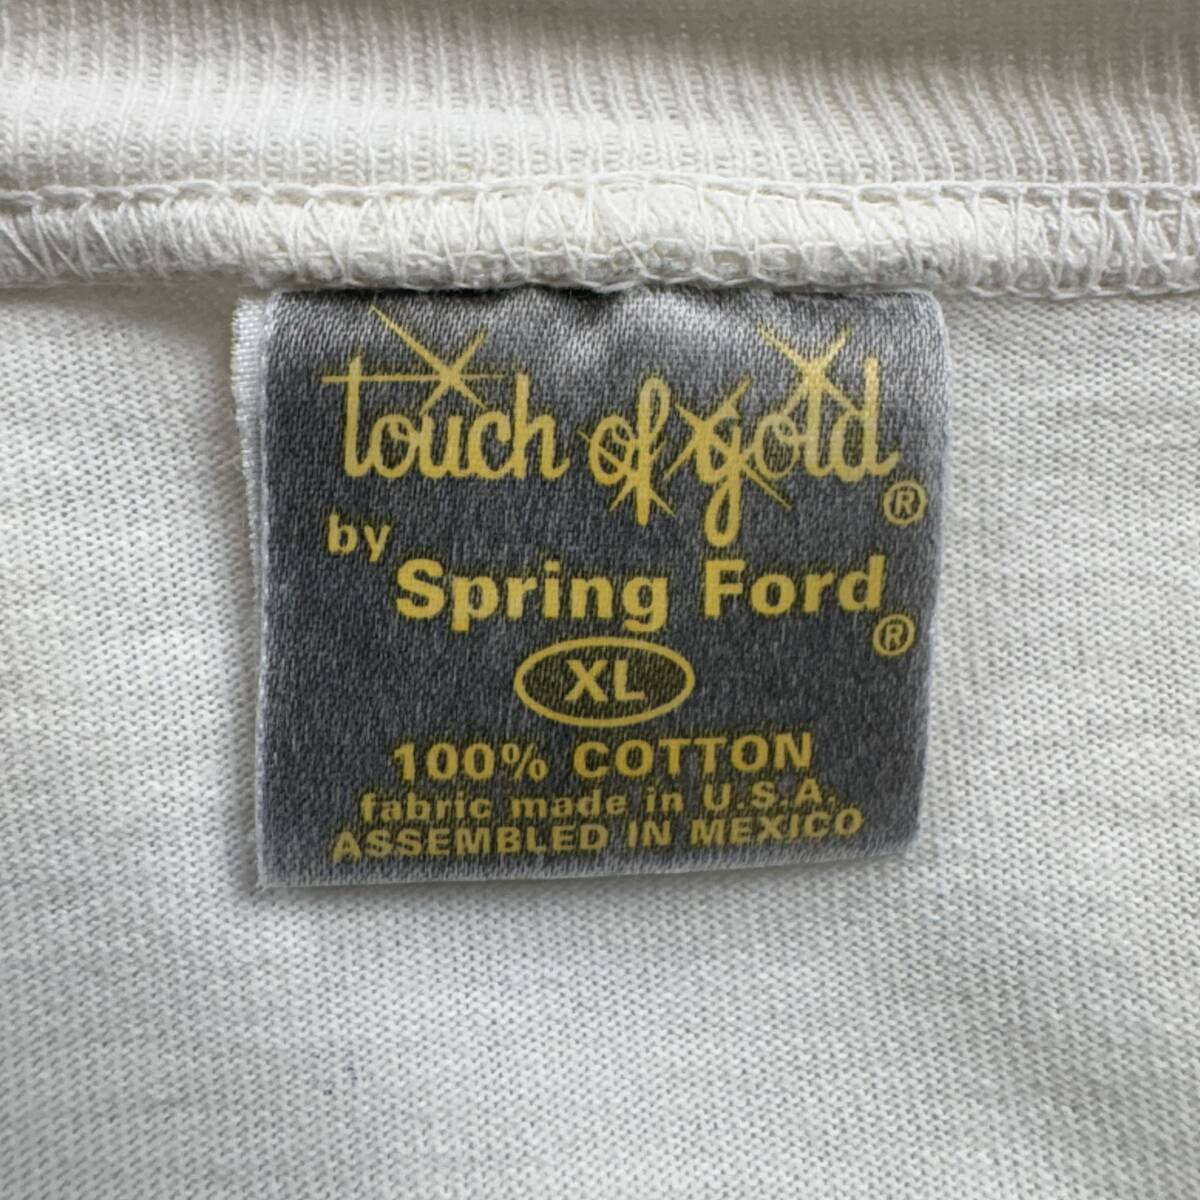 touch of gold®
by
Spring Ford®
XL
100% COTTON
fabric made in U.S.A.
ASSEMBLED IN MEXICO